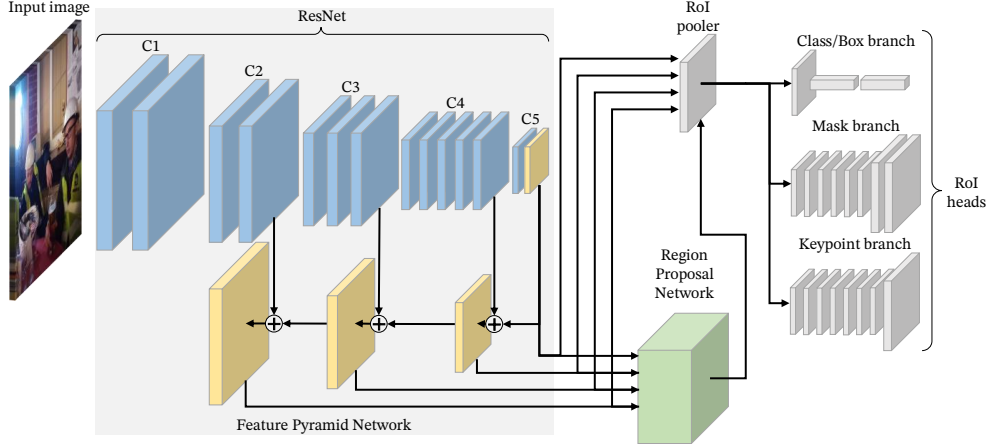 Input image
ResNet
RoI
pooler
C1
C2
C3
C4
C5
Class/Box branch
Mask branch
RoI
heads
Keypoint branch
Region
Proposal
Network
Feature Pyramid Network